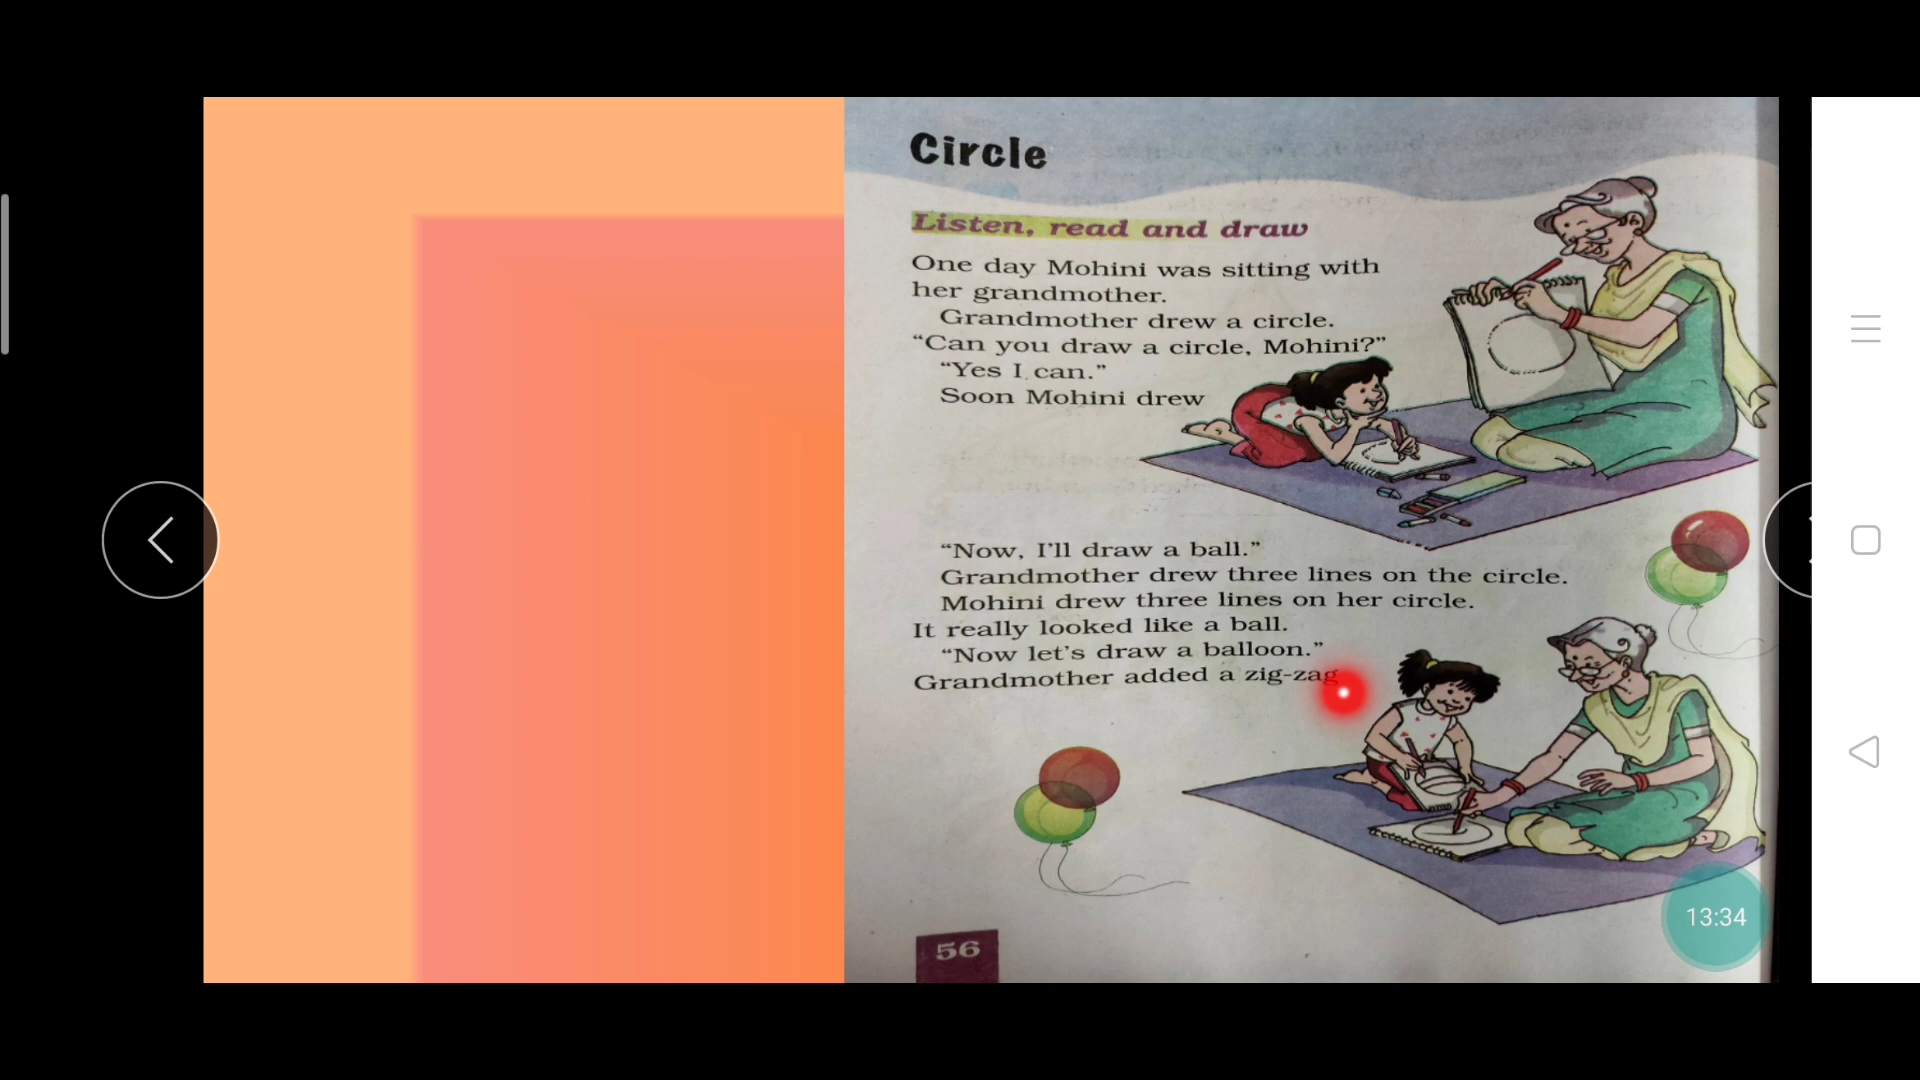 Circle
Listen, read and draw
One day Mohini was sitting with
her grandmother.
Grandmother drew a circle.
“Can you draw a circle, Mohini?”
“Yes I can.”
Soon Mohini drew
“Now, I’ll draw a ball.”
Grandmother drew three lines on the circle.
Mohini drew three lines on her circle.
It really looked like a ball.
“Now let’s draw a balloon.”
Grandmother added a zig-zag
56
13:34